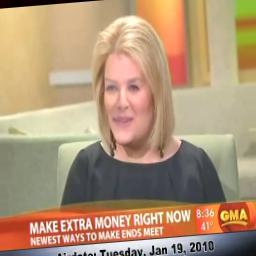 MAKE EXTRA MONEY RIGHT NOW
NEWEST WAYS TO MAKE ENDS MEET
8:36
41°
GMA
Airdate: Tuesday, Jan 19, 2010